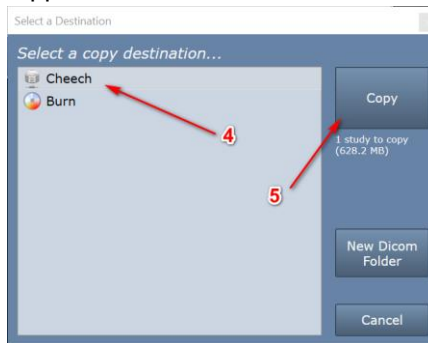 Select a Destination
Select a copy destination...
Cheech
Burn
4
Copy
1 study to copy
(628.2 MB)
5
New Dicom
Folder
Cancel